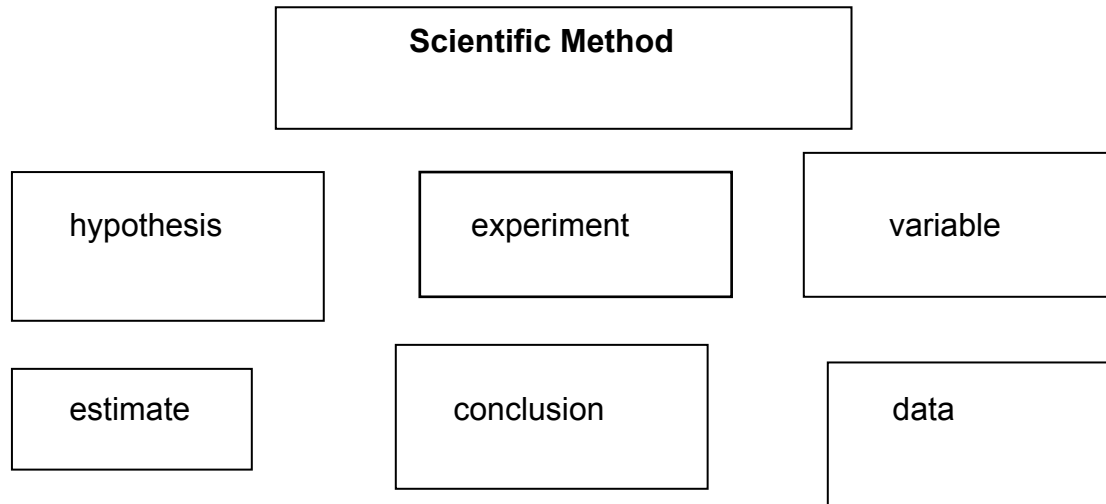 Scientific Method
hypothesis experiment variable
estimate conclusion data